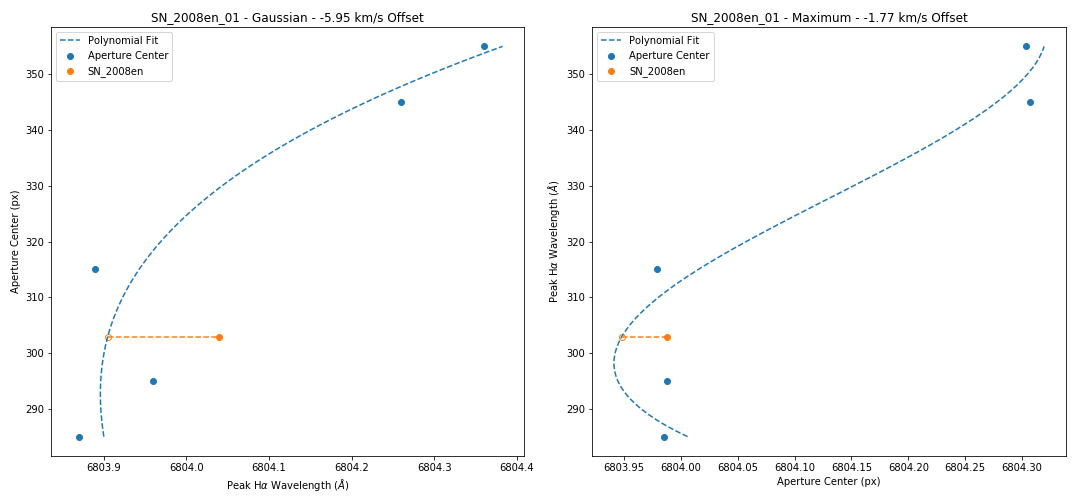 SN_2008en_01 - Gaussian - -5.95 km/s Offset
Polynomial Fit
Aperture Center
SN_2008en
Aperture Center (px)
350
340
330
320
310
300
290
6803.9 6804.0 6804.1 6804.2 6804.3 6804.4
Peak Hα Wavelength (Å)
SN_2008en_01 - Maximum - -1.77 km/s Offset
Polynomial Fit
Aperture Center
SN_2008en
Peak Hα Wavelength (Å)
350
340
330
320
310
300
290
6803.95 6804.00 6804.05 6804.10 6804.15 6804.20 6804.25 6804.30
Aperture Center (px)